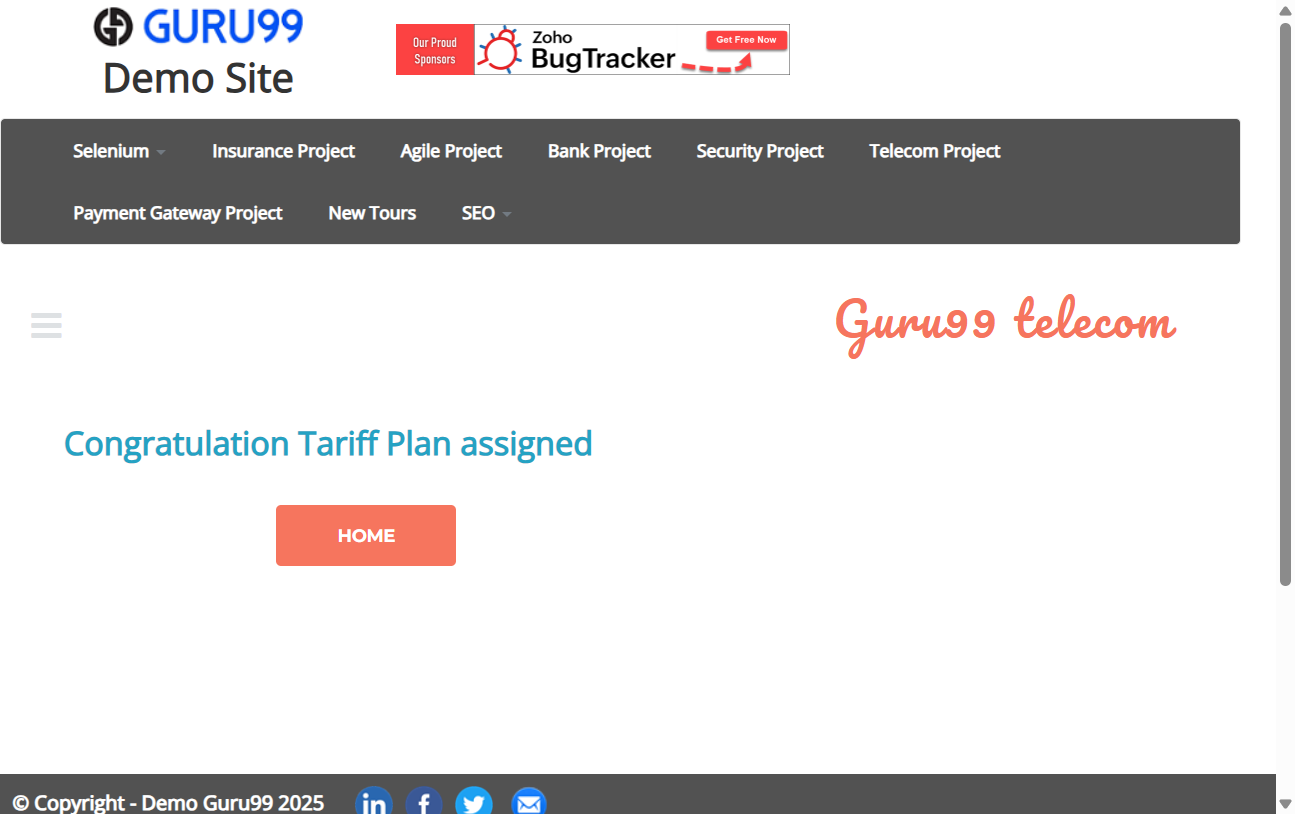 GURU99
Demo Site
Our Proud
Sponsors
Zoho
BugTracker
Get Free Now
Selenium
Insurance Project
Agile Project
Bank Project
Security Project
Telecom Project
Payment Gateway Project
New Tours
SEO
Guru99 telecom
Congratulation Tariff Plan assigned
HOME
© Copyright - Demo Guru99 2025